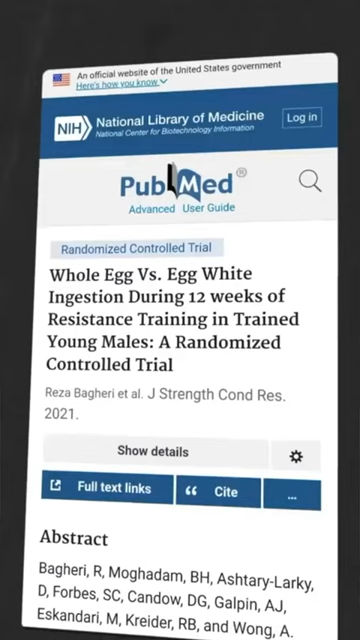 An official website of the United States government
Here's how you know
NIH
National Library of Medicine
National Center for Biotechnology Information
Log in
PubMed®
Advanced User Guide
Randomized Controlled Trial
Whole Egg Vs. Egg White
Ingestion During 12 weeks of
Resistance Training in Trained
Young Males: A Randomized
Controlled Trial
Reza Bagheri et al. J Strength Cond Res.
2021.
Show details
Full text links
Cite
...
Abstract
Bagheri, R, Moghadam, BH, Ashtary-Larky,
D, Forbes, SC, Candow, DG, Galpin, AJ,
Eskandari, M, Kreider, RB, and Wong, A.